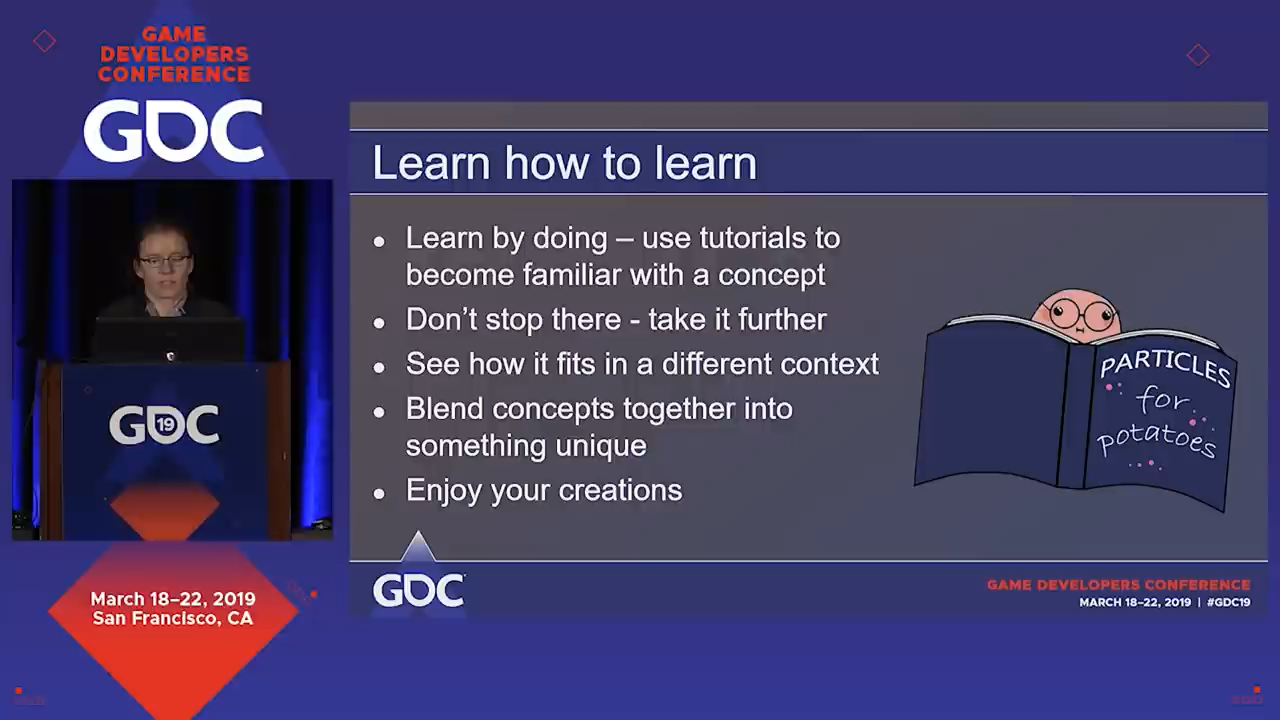 GAME
DEVELOPERS
CONFERENCE
GDC
Learn how to learn
• Learn by doing – use tutorials to
become familiar with a concept
• Don't stop there - take it further
• See how it fits in a different context
• Blend concepts together into
something unique
• Enjoy your creations
PARTICLES
for
potatoes
GDC
19
March 18–22, 2019
San Francisco, CA
GDC
GAME DEVELOPERS CONFERENCE
MARCH 18–22, 2019 | #GDC19